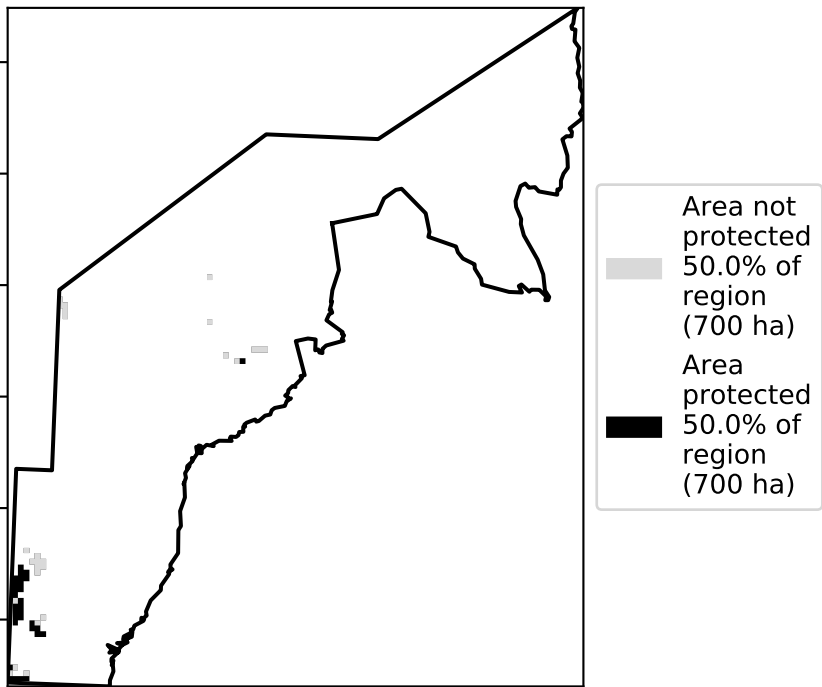 Area not
protected
50.0% of
region
(700 ha)
Area
protected
50.0% of
region
(700 ha)